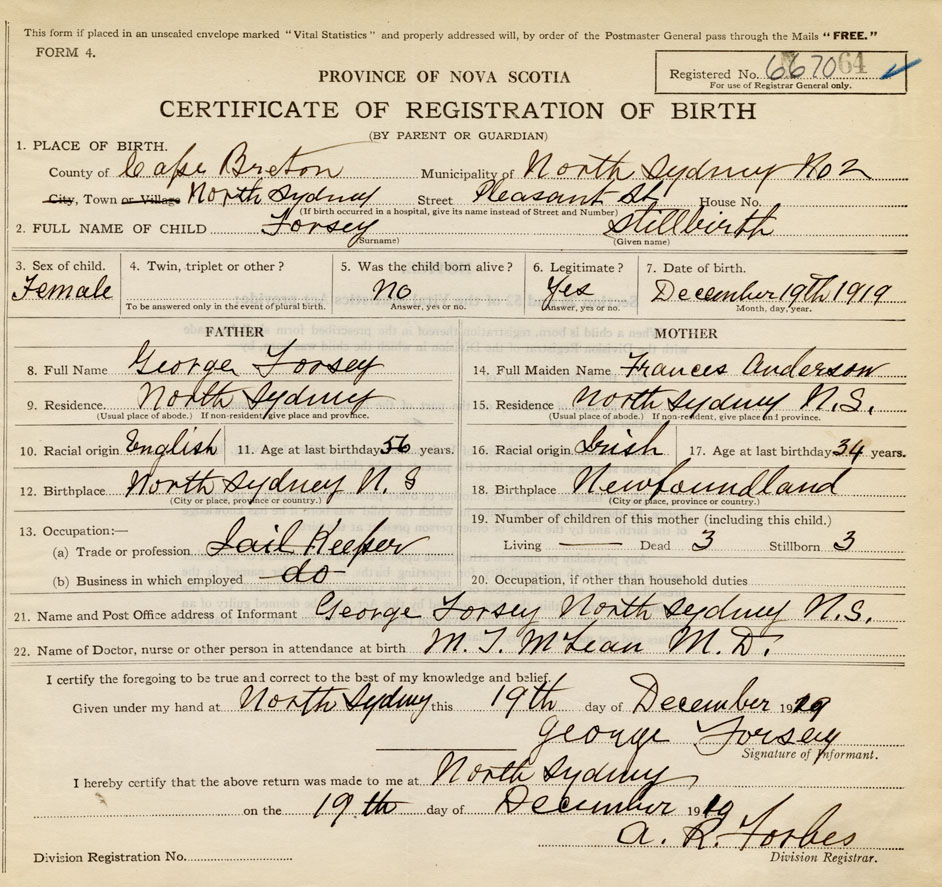 This form if placed in an unsealed envelope marked "Vital Statistics" and properly addressed will, by order of the Postmaster General pass through the Mails "FREE."
FORM 4.
Registered No. 667064
For use of Registrar General only.
PROVINCE OF NOVA SCOTIA
CERTIFICATE OF REGISTRATION OF BIRTH
(BY PARENT OR GUARDIAN)
1. PLACE OF BIRTH.
County of Cape Breton Municipality of North Sydney No 2
City, Town or Village North Sydney Street Pleasant St House No.
(If birth occurred in a hospital, give its name instead of Street and Number)
2. FULL NAME OF CHILD Forsey Stillbirth
(Surname) (Given name)
3. Sex of child. 4. Twin, triplet or other? 5. Was the child born alive? 6. Legitimate? 7. Date of birth.
Female No Yes December 19th 1919
To be answered only in the event of plural birth. Answer, yes or no. Answer, yes or no. Month, day, year.
FATHER MOTHER
8. Full Name George Forsey 14. Full Maiden Name Frances Anderson
9. Residence. North Sydney 15. Residence North Sydney N.S.
(Usual place of abode.) If non-resident, give place and province. (Usual place of abode.) If non-resident, give place and province.
10. Racial origin English 11. Age at last birthday 56 years. 16. Racial origin Irish 17. Age at last birthday 34 years.
12. Birthplace North Sydney N.S 18. Birthplace Newfoundland
(City or place, province or country.) (City or place, province or country.)
13. Occupation:— 19. Number of children of this mother (including this child.)
(a) Trade or profession Jail Keeper Living — Dead 3 Stillborn 3
(b) Business in which employed do 20. Occupation, if other than household duties
21. Name and Post Office address of Informant George Forsey North Sydney N.S.
22. Name of Doctor, nurse or other person in attendance at birth M. T. McLean M.D.
I certify the foregoing to be true and correct to the best of my knowledge and belief.
Given under my hand at North Sydney this 19th day of December 1919
George Forsey
Signature of Informant.
I hereby certify that the above return was made to me at North Sydney
on the 19th day of December 1919
A. R. Forbes
Division Registration No. Division Registrar.